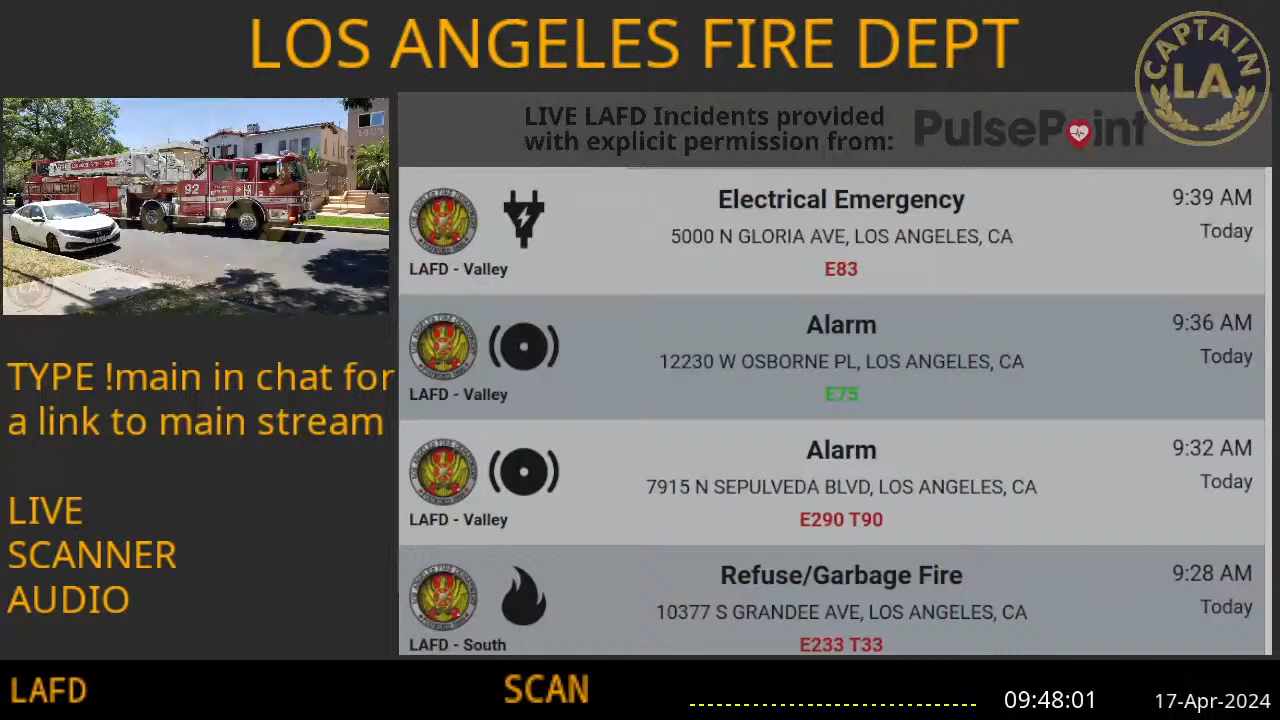 LOS ANGELES FIRE DEPT
CAPTAIN
LA
LIVE LAFD Incidents provided
with explicit permission from:
PulsePoint
92
Electrical Emergency
9:39 AM
5000 N GLORIA AVE, LOS ANGELES, CA
Today
LAFD - Valley
E83
Alarm
9:36 AM
12230 W OSBORNE PL, LOS ANGELES, CA
Today
LAFD - Valley
E75
Alarm
9:32 AM
7915 N SEPULVEDA BLVD, LOS ANGELES, CA
Today
LAFD - Valley
E290 T90
Refuse/Garbage Fire
9:28 AM
10377 S GRANDEE AVE, LOS ANGELES, CA
Today
LAFD - South
E233 T33
TYPE !main in chat for
a link to main stream
LIVE
SCANNER
AUDIO
LAFD
SCAN
09:48:01
17-Apr-2024